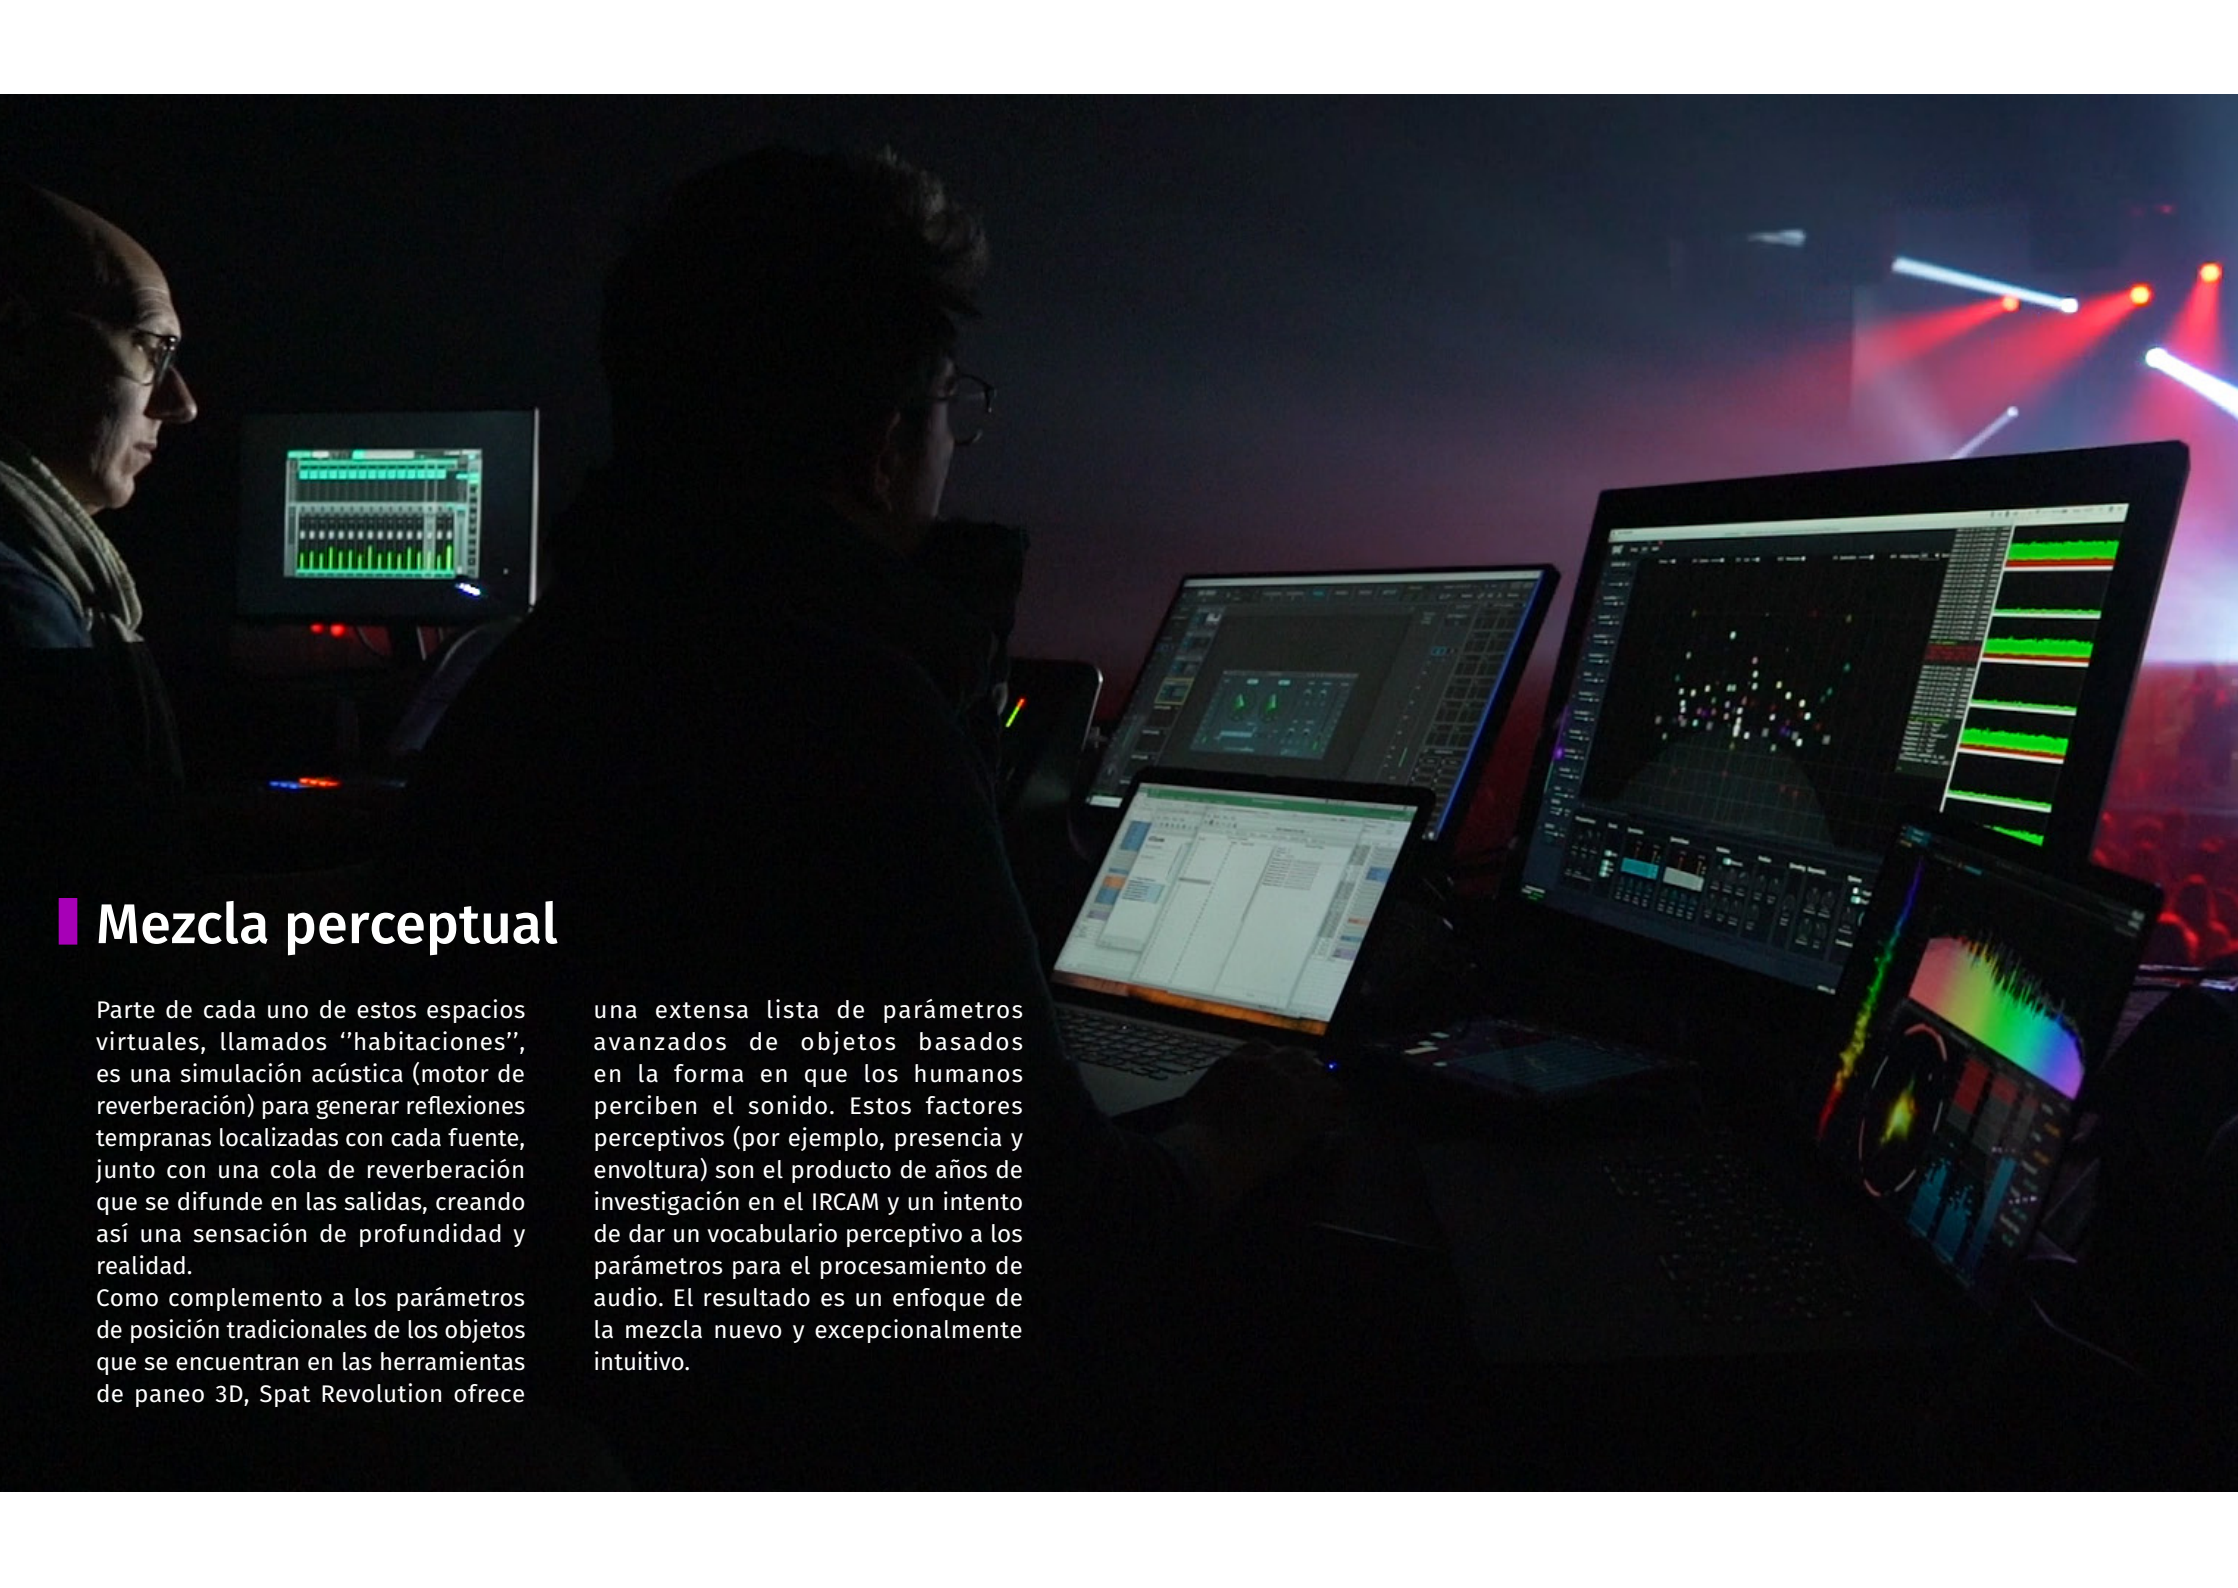 Mezcla perceptual
Parte de cada uno de estos espacios
virtuales, llamados ‘’habitaciones’’,
es una simulación acústica (motor de
reverberación) para generar reflexiones
tempranas localizadas con cada fuente,
junto con una cola de reverberación
que se difunde en las salidas, creando
así una sensación de profundidad y
realidad.
Como complemento a los parámetros
de posición tradicionales de los objetos
que se encuentran en las herramientas
de paneo 3D, Spat Revolution ofrece
una extensa lista de parámetros
avanzados de objetos basados
en la forma en que los humanos
perciben el sonido. Estos factores
perceptivos (por ejemplo, presencia y
envoltura) son el producto de años de
investigación en el IRCAM y un intento
de dar un vocabulario perceptivo a los
parámetros para el procesamiento de
audio. El resultado es un enfoque de
la mezcla nuevo y excepcionalmente
intuitivo.